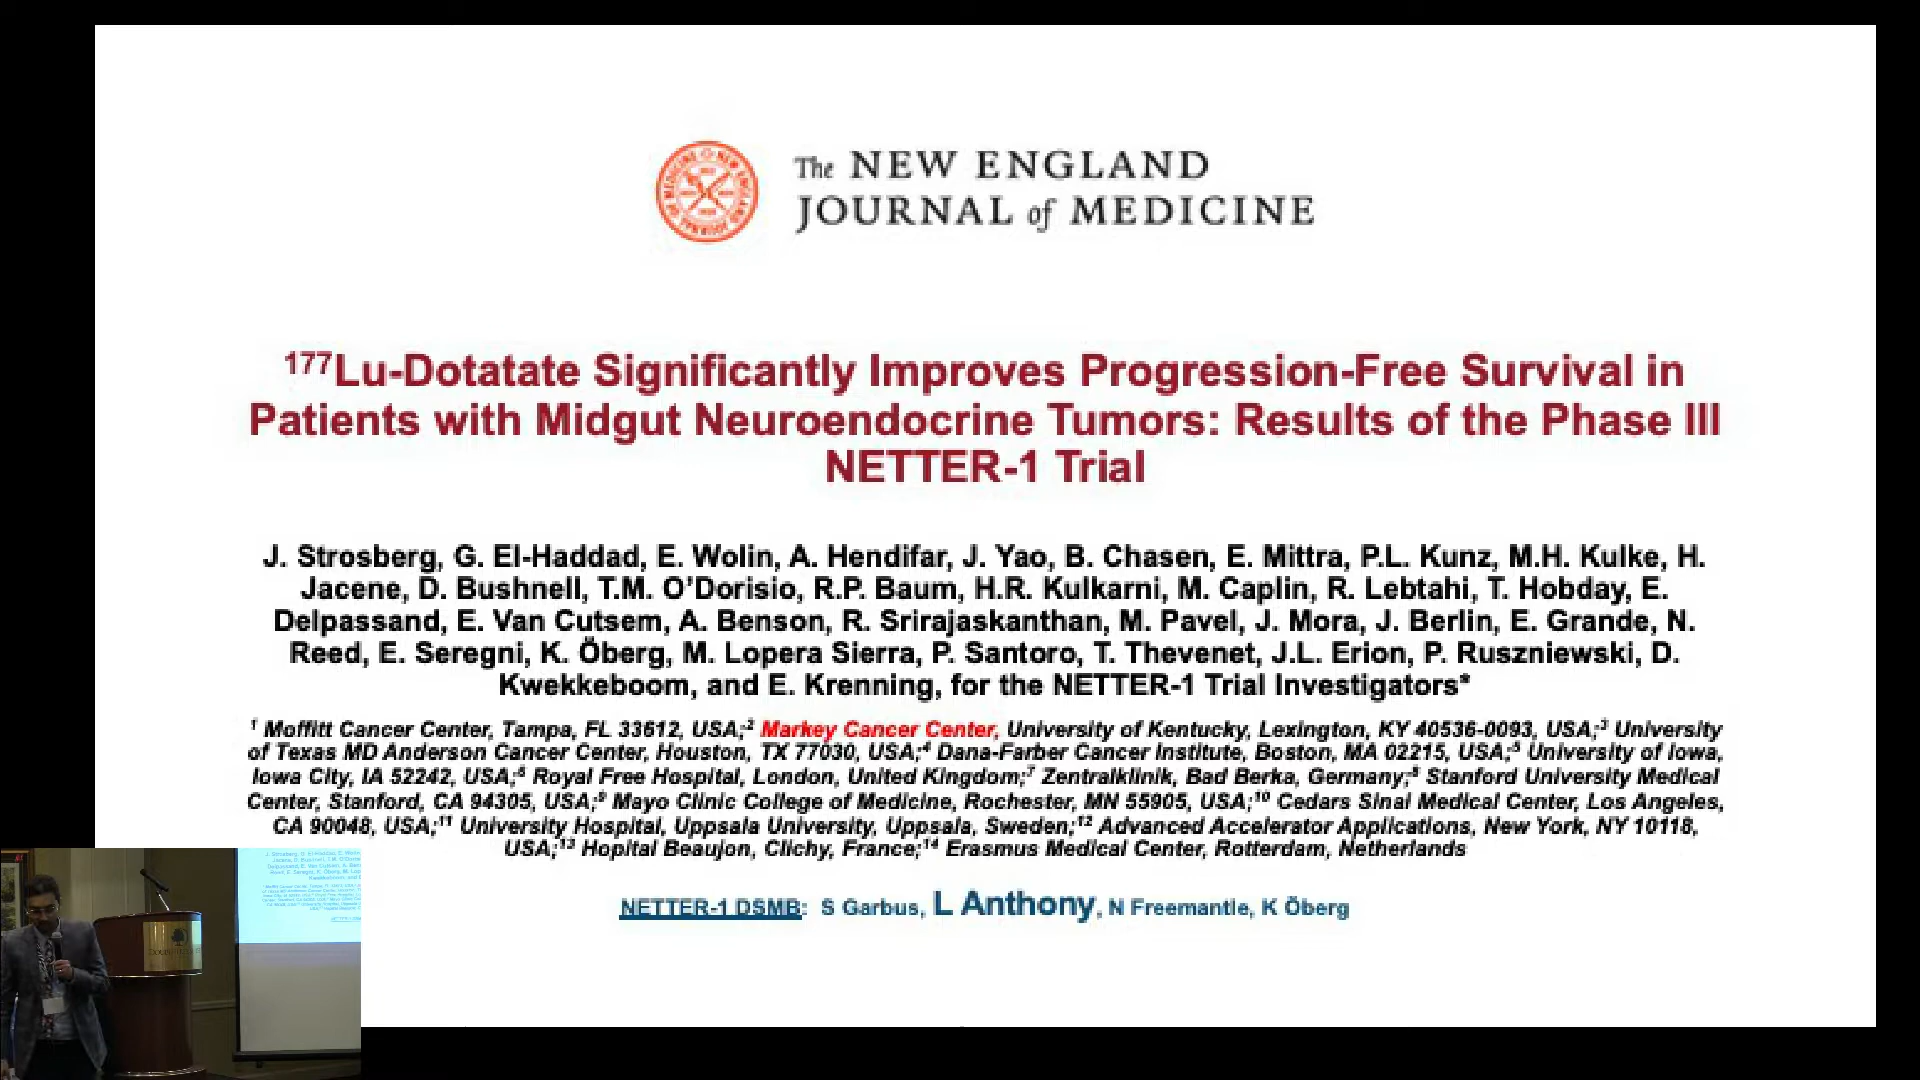 The NEW ENGLAND
JOURNAL of MEDICINE
177Lu-Dotatate Significantly Improves Progression-Free Survival in
Patients with Midgut Neuroendocrine Tumors: Results of the Phase III
NETTER-1 Trial
J. Strosberg, G. El-Haddad, E. Wolin, A. Hendifar, J. Yao, B. Chasen, E. Mittra, P.L. Kunz, M.H. Kulke, H.
Jacene, D. Bushnell, T.M. O'Dorisio, R.P. Baum, H.R. Kulkarni, M. Caplin, R. Lebtahi, T. Hobday, E.
Delpassand, E. Van Cutsem, A. Benson, R. Srirajaskanthan, M. Pavel, J. Mora, J. Berlin, E. Grande, N.
Reed, E. Seregni, K. Öberg, M. Lopera Sierra, P. Santoro, T. Thevenet, J.L. Erion, P. Ruszniewski, D.
Kwekkeboom, and E. Krenning, for the NETTER-1 Trial Investigators*
1 Moffitt Cancer Center, Tampa, FL 33612, USA;2 Markey Cancer Center, University of Kentucky, Lexington, KY 40536-0093, USA;3 University
of Texas MD Anderson Cancer Center, Houston, TX 77030, USA;4 Dana-Farber Cancer Institute, Boston, MA 02215, USA;5 University of Iowa,
Iowa City, IA 52242, USA;6 Royal Free Hospital, London, United Kingdom;7 Zentralklinik, Bad Berka, Germany;8 Stanford University Medical
Center, Stanford, CA 94305, USA;9 Mayo Clinic College of Medicine, Rochester, MN 55905, USA;10 Cedars Sinai Medical Center, Los Angeles,
CA 90048, USA;11 University Hospital, Uppsala University, Uppsala, Sweden;12 Advanced Accelerator Applications, New York, NY 10118,
USA;13 Hopital Beaujon, Clichy, France;14 Erasmus Medical Center, Rotterdam, Netherlands
NETTER-1 DSMB: S Garbus, L Anthony, N Freemantle, K Öberg